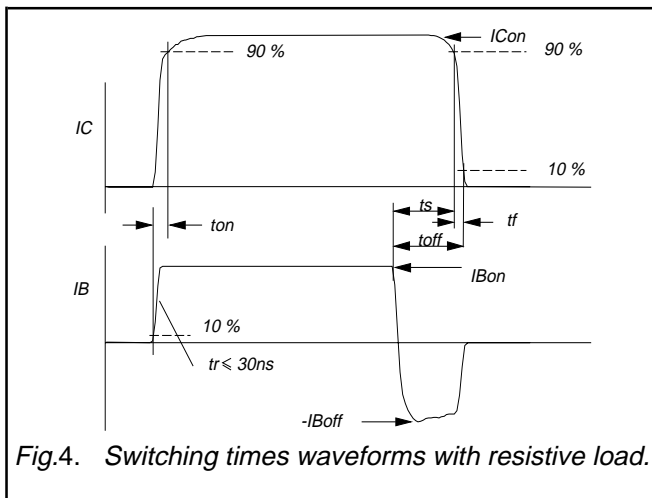 ICon
90 %
90 %
IC
10 %
ts
ton
tf
toff
IBon
IB
10 %
tr ⩽ 30ns
-IBoff
Fig.4. Switching times waveforms with resistive load.